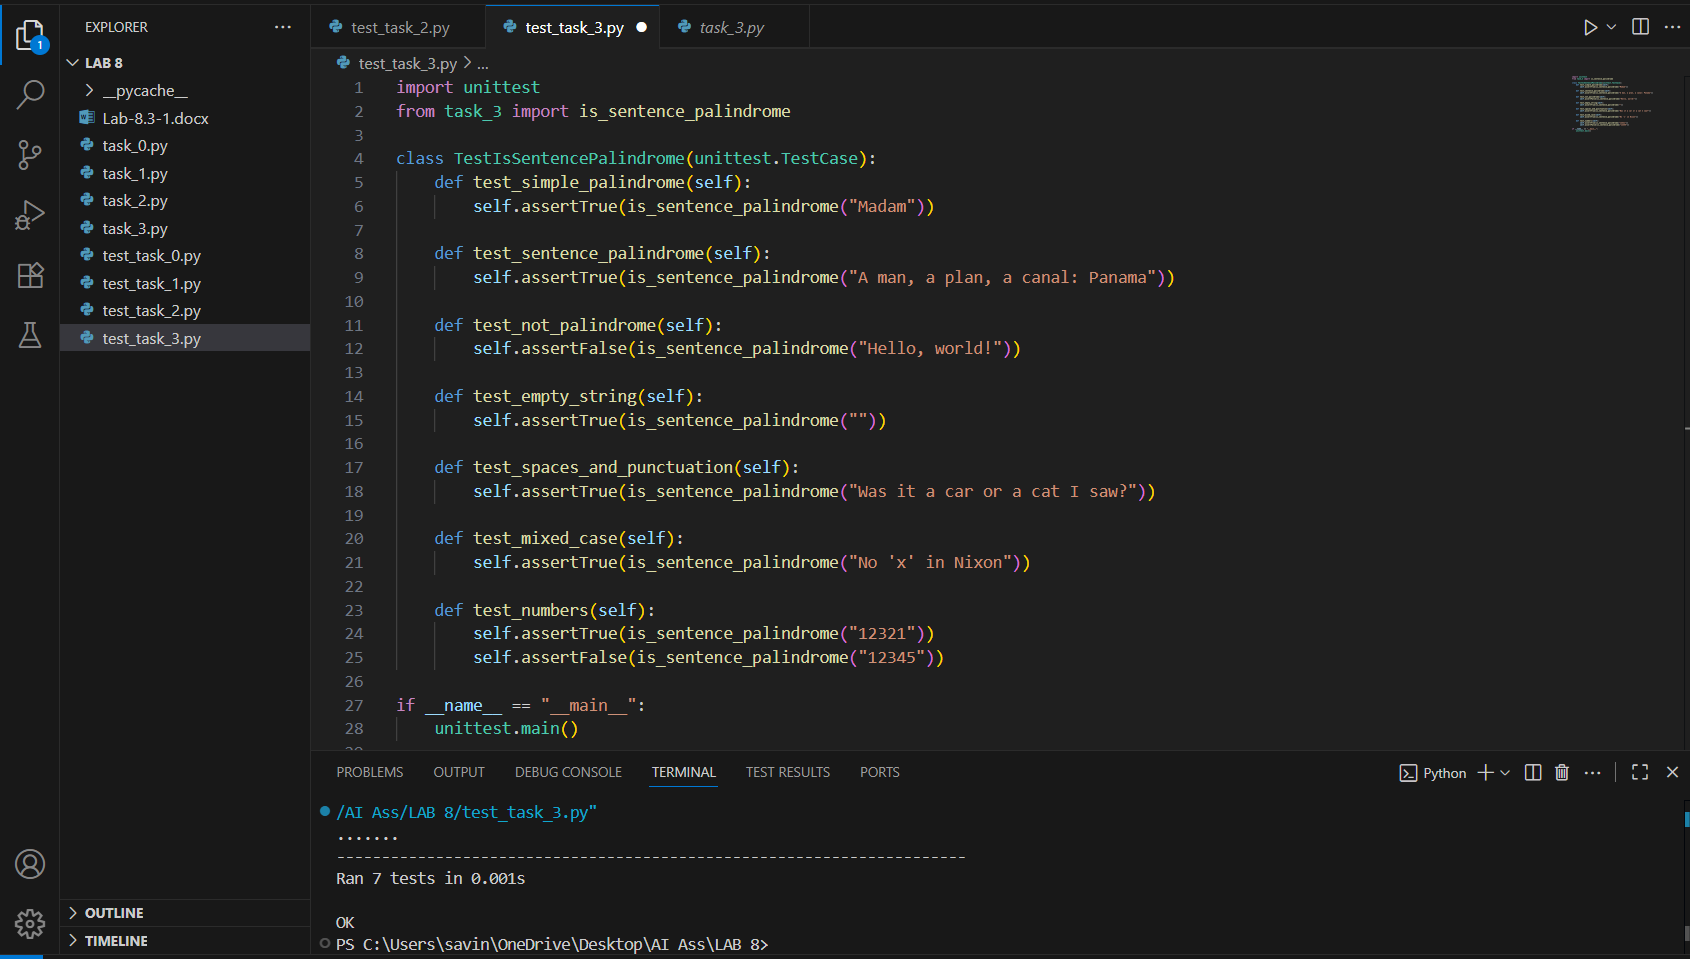 EXPLORER
1
LAB 8
__pycache__
Lab-8.3-1.docx
task_0.py
task_1.py
task_2.py
task_3.py
test_task_0.py
test_task_1.py
test_task_2.py
test_task_3.py
OUTLINE
TIMELINE
test_task_2.py
test_task_3.py
task_3.py
test_task_3.py > ...
1 import unittest
2 from task_3 import is_sentence_palindrome
3
4 class TestIsSentencePalindrome(unittest.TestCase):
5     def test_simple_palindrome(self):
6         self.assertTrue(is_sentence_palindrome("Madam"))
7
8     def test_sentence_palindrome(self):
9         self.assertTrue(is_sentence_palindrome("A man, a plan, a canal: Panama"))
10
11     def test_not_palindrome(self):
12         self.assertFalse(is_sentence_palindrome("Hello, world!"))
13
14     def test_empty_string(self):
15         self.assertTrue(is_sentence_palindrome(""))
16
17     def test_spaces_and_punctuation(self):
18         self.assertTrue(is_sentence_palindrome("Was it a car or a cat I saw?"))
19
20     def test_mixed_case(self):
21         self.assertTrue(is_sentence_palindrome("No 'x' in Nixon"))
22
23     def test_numbers(self):
24         self.assertTrue(is_sentence_palindrome("12321"))
25         self.assertFalse(is_sentence_palindrome("12345"))
26
27 if __name__ == "__main__":
28     unittest.main()
PROBLEMS OUTPUT DEBUG CONSOLE TERMINAL TEST RESULTS PORTS
Python
/AI Ass/LAB 8/test_task_3.py"
.......
----------------------------------------------------------------------
Ran 7 tests in 0.001s
OK
PS C:\Users\savin\OneDrive\Desktop\AI Ass\LAB 8>